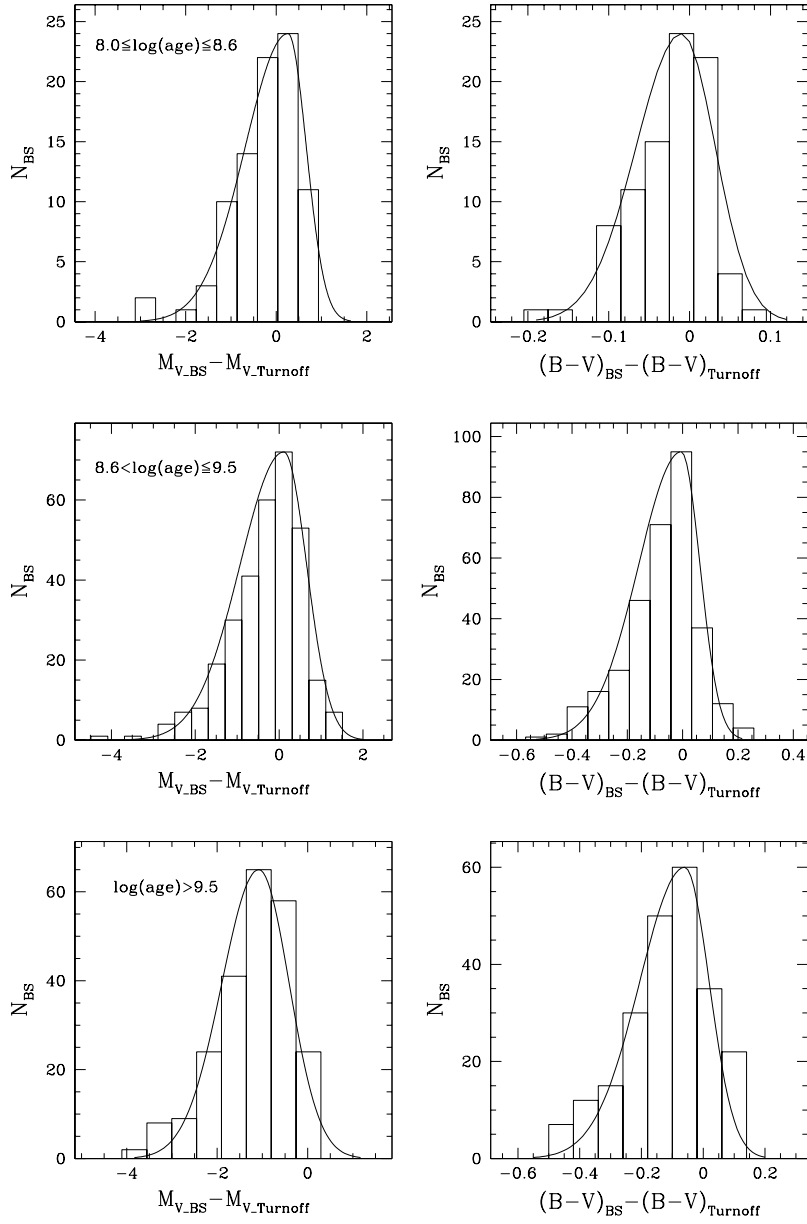 25
20
15
10
5
0
N_BS
8.0≦log(age)≦8.6
−4 −2 0 2
M_V_BS−M_V_Turnoff
25
20
15
10
5
0
N_BS
−0.2 −0.1 0 0.1
(B−V)_BS−(B−V)_Turnoff
60
40
20
0
N_BS
8.6<log(age)≦9.5
−4 −2 0 2
M_V_BS−M_V_Turnoff
100
80
60
40
20
0
N_BS
−0.6 −0.4 −0.2 0 0.2 0.4
(B−V)_BS−(B−V)_Turnoff
60
40
20
0
N_BS
log(age)>9.5
−4 −2 0
M_V_BS−M_V_Turnoff
60
40
20
0
N_BS
−0.6 −0.4 −0.2 0 0.2
(B−V)_BS−(B−V)_Turnoff